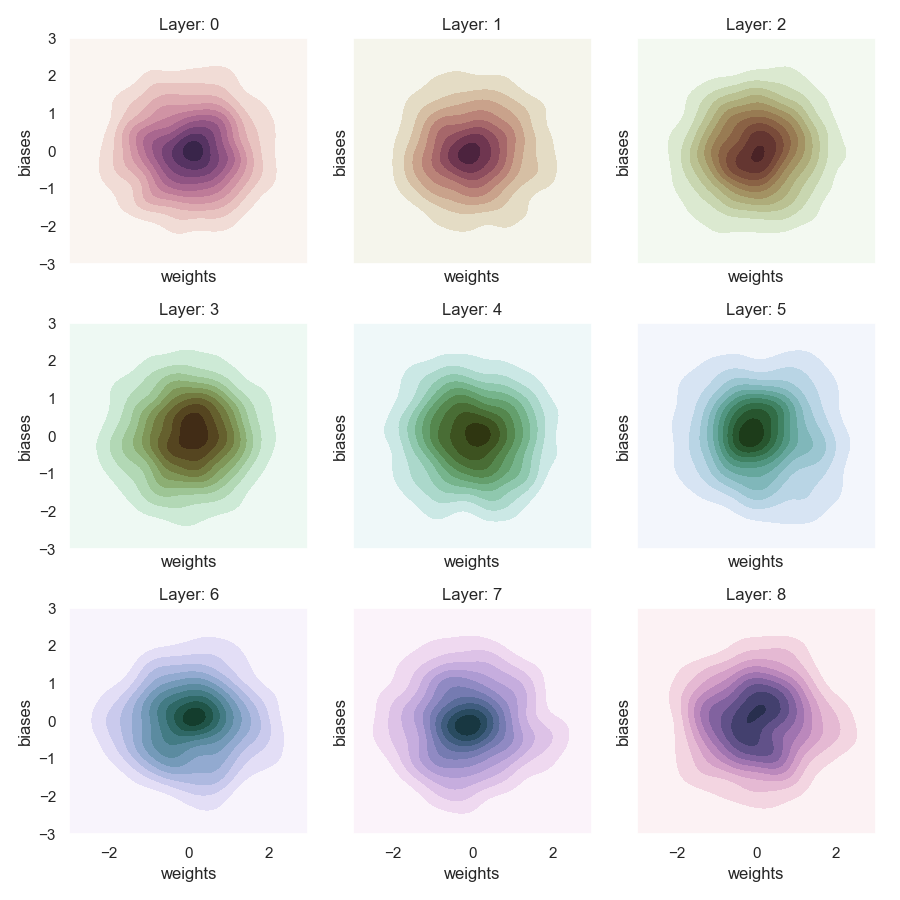 Layer: 0
Layer: 1
Layer: 2
3
2
1
0
−1
−2
−3
biases
biases
biases
weights
weights
weights
Layer: 3
Layer: 4
Layer: 5
3
2
1
0
−1
−2
−3
biases
biases
biases
weights
weights
weights
Layer: 6
Layer: 7
Layer: 8
3
2
1
0
−1
−2
−3
biases
biases
biases
−2 0 2
−2 0 2
−2 0 2
weights
weights
weights